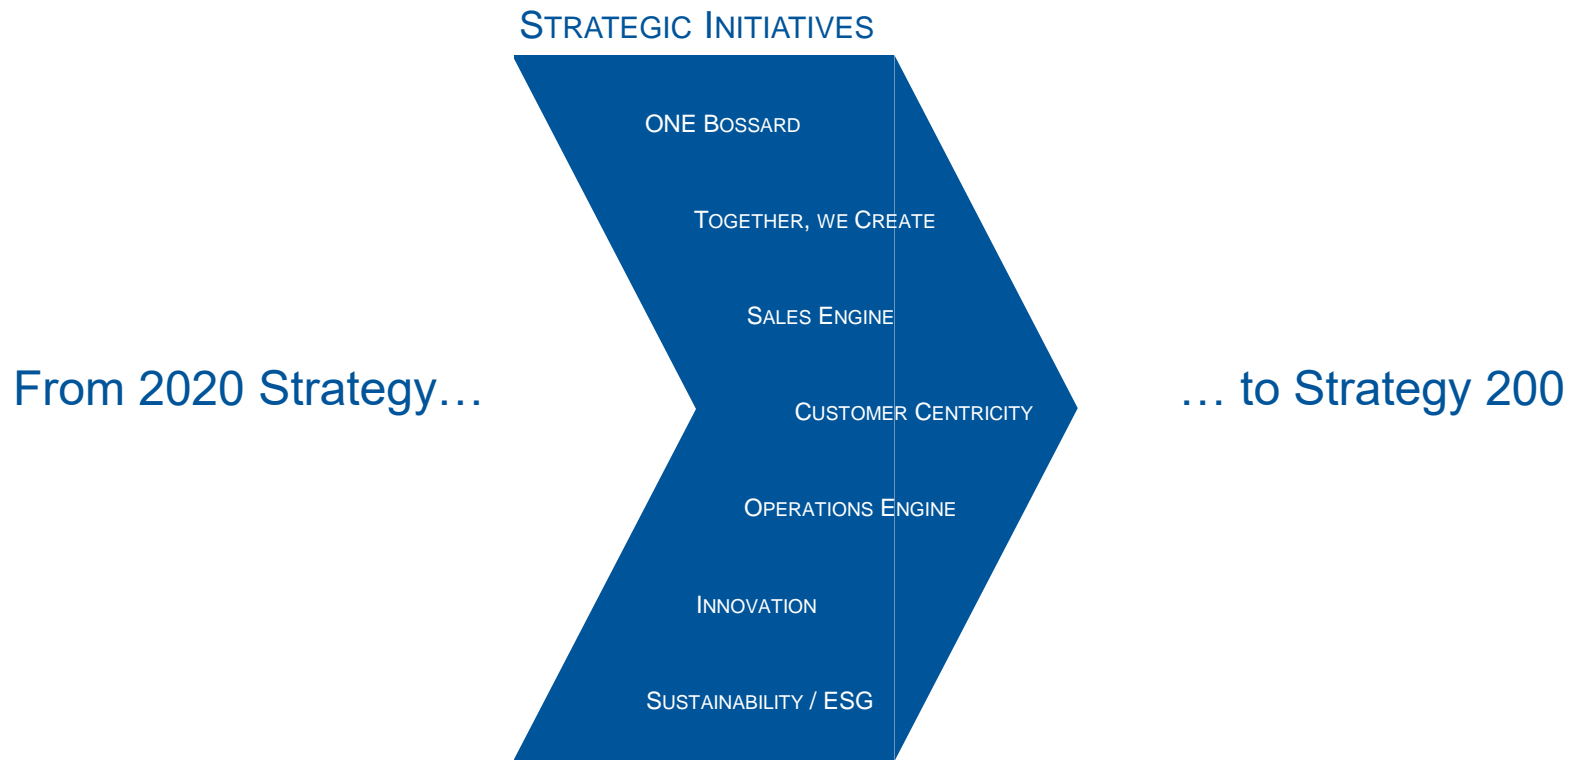 STRATEGIC INITIATIVES
ONE BOSSARD
TOGETHER, WE CREATE
SALES ENGINE
From 2020 Strategy…
CUSTOMER CENTRICITY
… to Strategy 200
OPERATIONS ENGINE
INNOVATION
SUSTAINABILITY / ESG